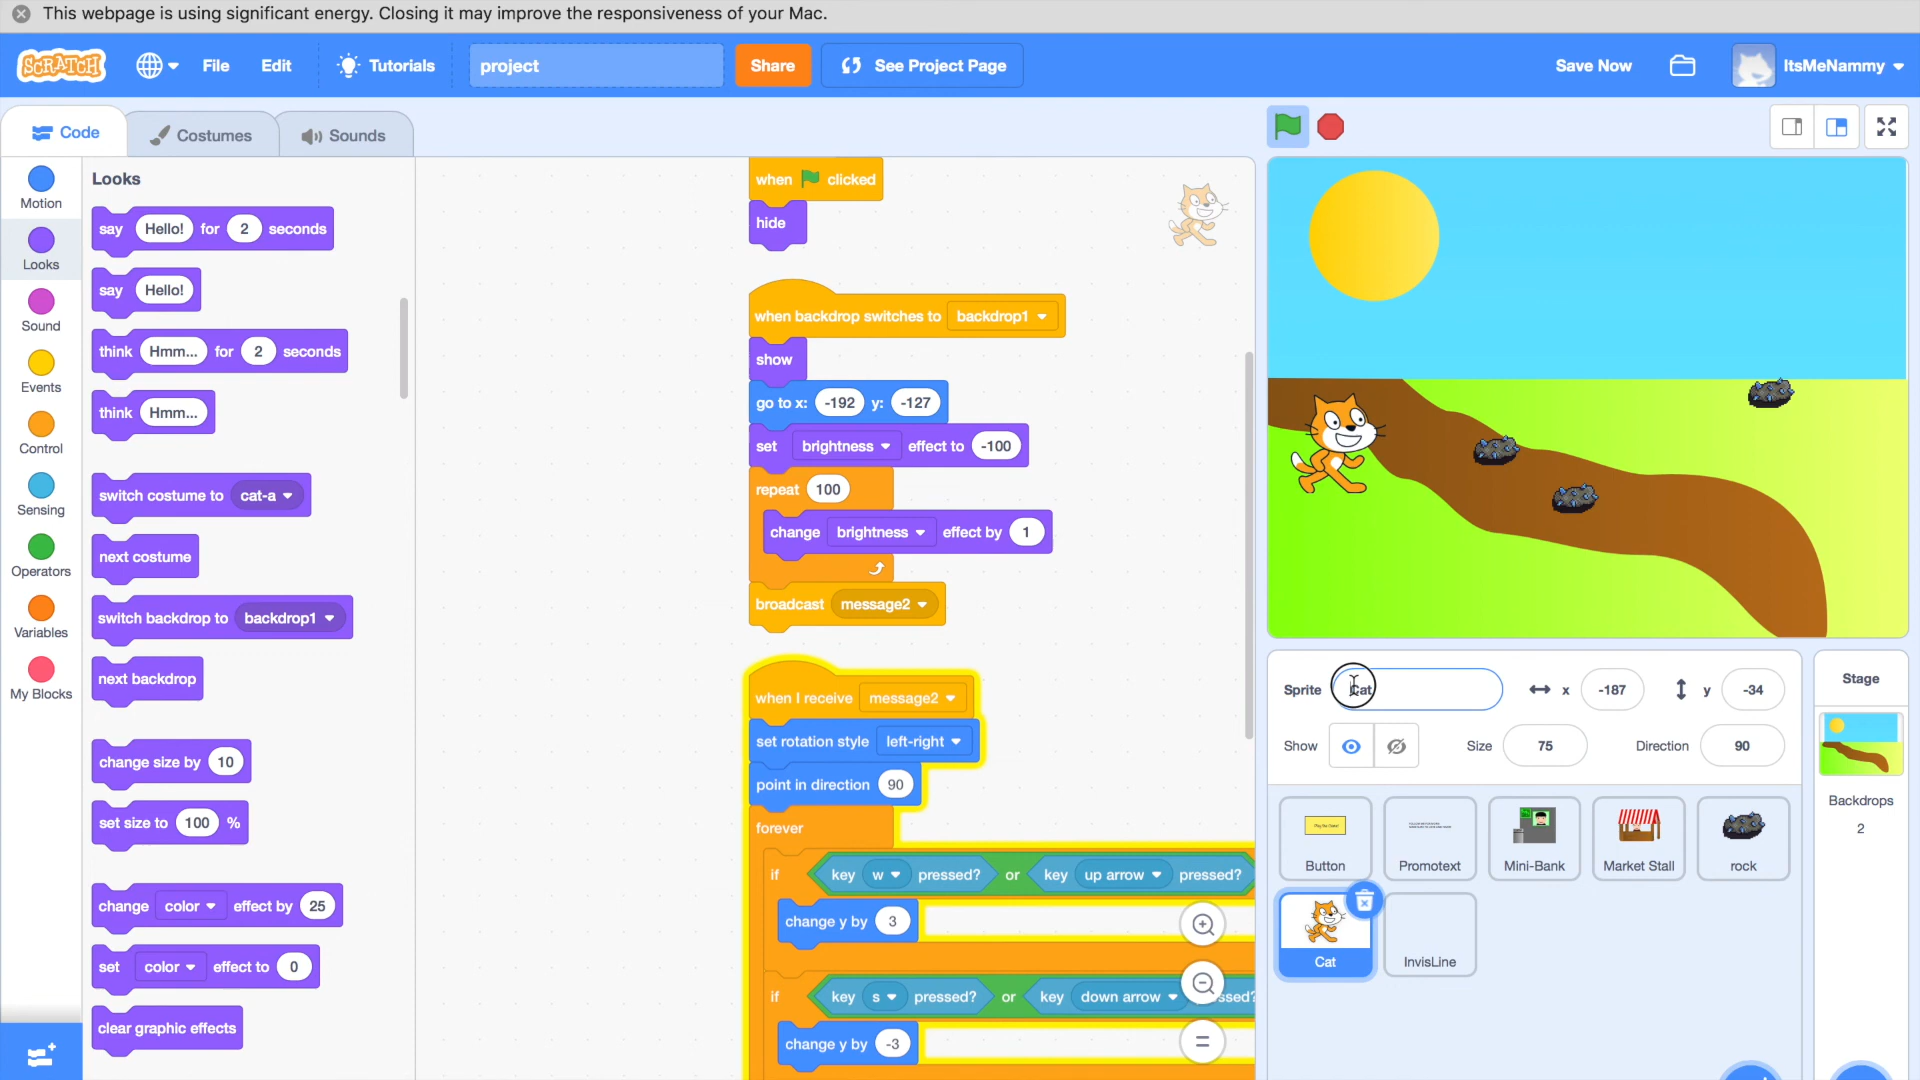 This webpage is using significant energy. Closing it may improve the responsiveness of your Mac.
SCRATCH File Edit Tutorials project Share See Project Page Save Now ItsMeNammy
Code Costumes Sounds
Motion
Looks
Sound
Events
Control
Sensing
Operators
Variables
My Blocks
Looks
say Hello! for 2 seconds
say Hello!
think Hmm... for 2 seconds
think Hmm...
switch costume to cat-a
next costume
switch backdrop to backdrop1
next backdrop
change size by 10
set size to 100 %
change color effect by 25
set color effect to 0
clear graphic effects
when clicked
hide
when backdrop switches to backdrop1
show
go to x: -192 y: -127
set brightness effect to -100
repeat 100
change brightness effect by 1
broadcast message2
when I receive message2
set rotation style left-right
point in direction 90
forever
if key w pressed? or key up arrow pressed?
change y by 3
if key s pressed? or key down arrow
change y by -3
Sprite Cat x -187 y -34
Show Size 75 Direction 90
Button Promotext Mini-Bank Market Stall rock
Cat InvisLine
Stage
Backdrops
2